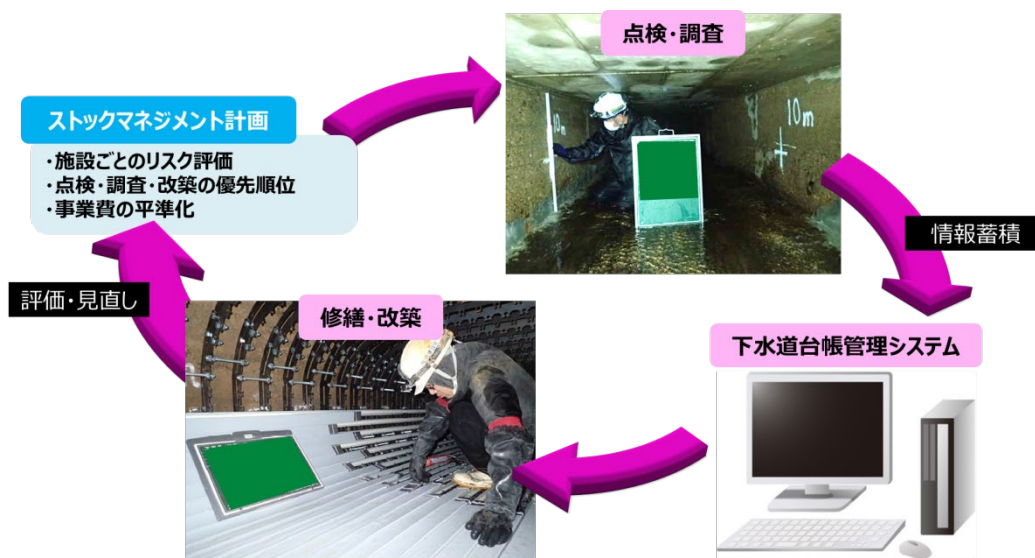 点検・調査
ストックマネジメント計画
・施設ごとのリスク評価
・点検・調査・改築の優先順位
・事業費の平準化
10m
10m
情報蓄積
評価・見直し
修繕・改築
下水道台帳管理システム